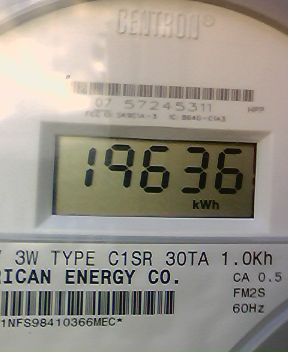 CENTRON®
07 57245311
19636
kWh
3W TYPE C1SR 30TA 1.0Kh
RICAN ENERGY CO.
CA 0.5
FM2S
60Hz
1NFS98410366MEC*